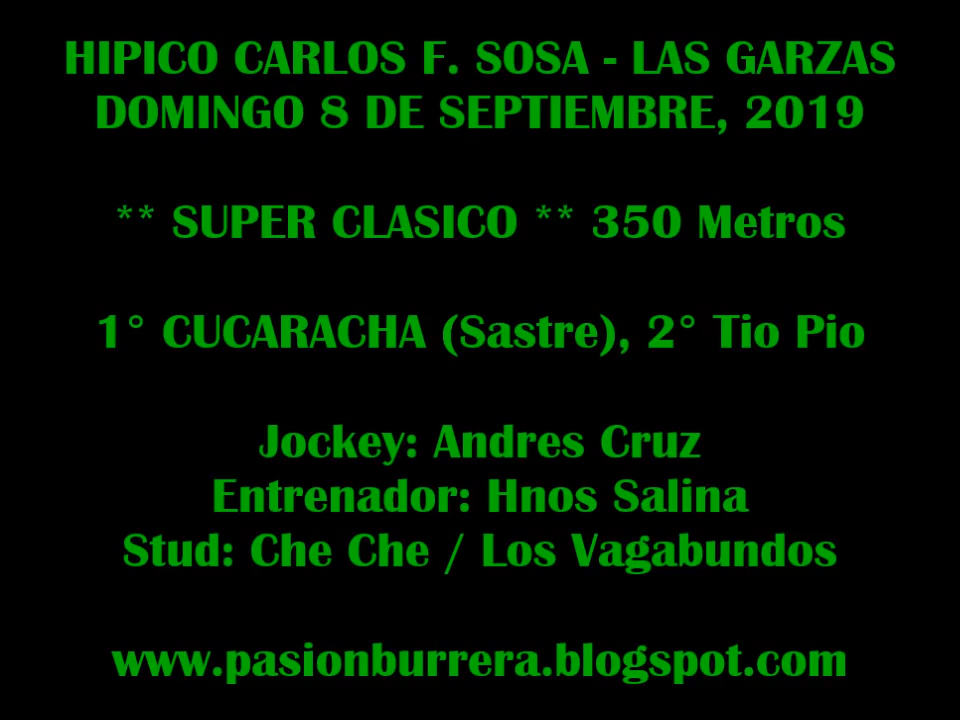 HIPICO CARLOS F. SOSA - LAS GARZAS
DOMINGO 8 DE SEPTIEMBRE, 2019
** SUPER CLASICO ** 350 Metros
1° CUCARACHA (Sastre), 2° Tio Pio
Jockey: Andres Cruz
Entrenador: Hnos Salina
Stud: Che Che / Los Vagabundos
www.pasionburrera.blogspot.com